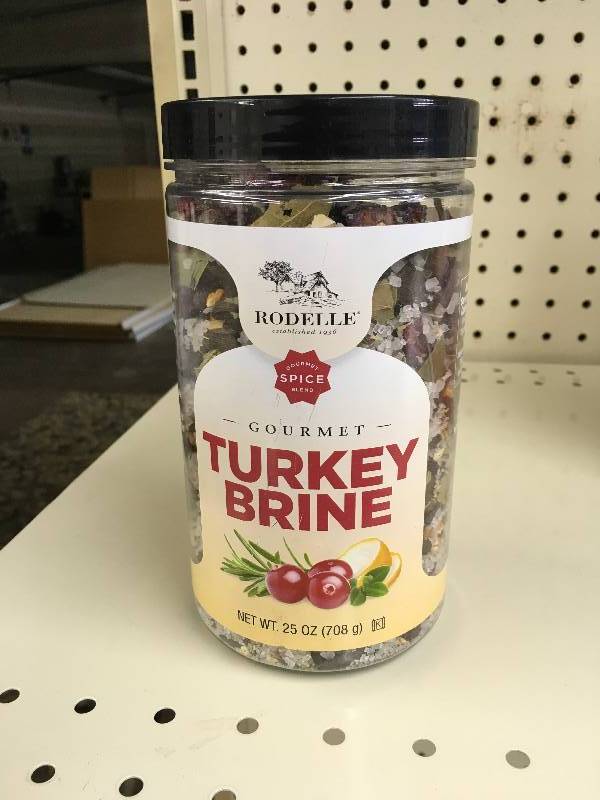 RODELLE®
established 1936
GOURMET
SPICE
BLEND
— GOURMET —
TURKEY
BRINE
NET WT. 25 OZ (708 g) K